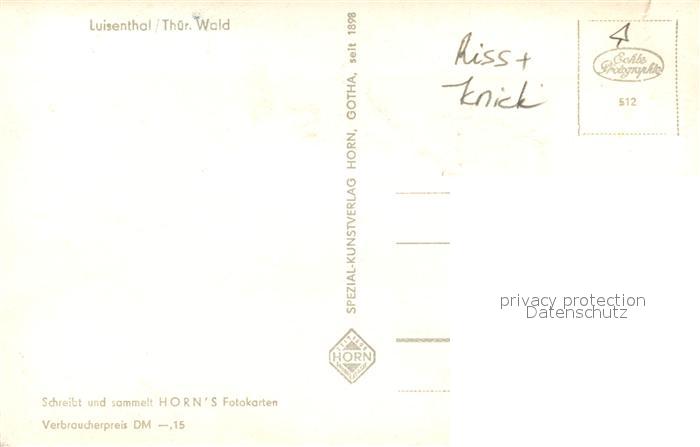 Luisenthal / Thür. Wald
SPEZIAL-KUNSTVERLAG HORN, GOTHA, seit 1898
HORN
Schreibt und sammelt HORN'S Fotokarten
Verbraucherpreis DM —,15
Riss +
Knick
Echte
Photographie
512
privacy protection
Datenschutz